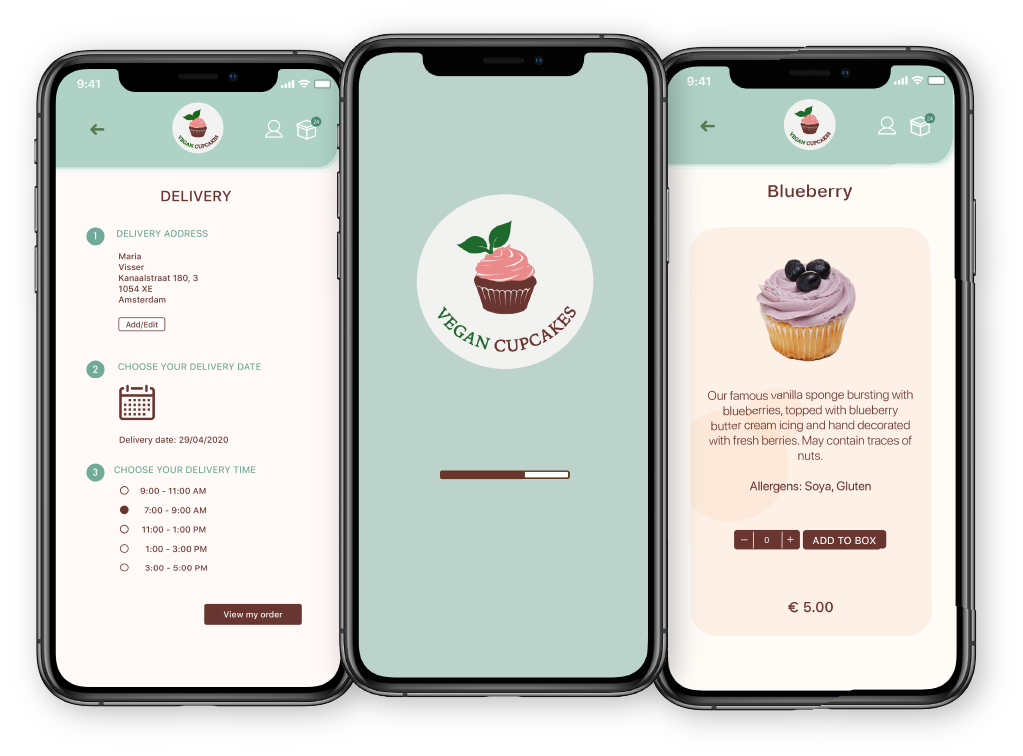 9:41
VEGAN CUPCAKES
24
DELIVERY
1 DELIVERY ADDRESS
Maria
Visser
Kanaalstraat 180, 3
1054 XE
Amsterdam
Add/Edit
2 CHOOSE YOUR DELIVERY DATE
Delivery date: 29/04/2020
3 CHOOSE YOUR DELIVERY TIME
9:00 - 11:00 AM
7:00 - 9:00 AM
11:00 - 1:00 PM
1:00 - 3:00 PM
3:00 - 5:00 PM
View my order
VEGAN CUPCAKES
9:41
VEGAN CUPCAKES
24
Blueberry
Our famous vanilla sponge bursting with
blueberries, topped with blueberry
butter cream icing and hand decorated
with fresh berries. May contain traces of
nuts.
Allergens: Soya, Gluten
− 0 + ADD TO BOX
€ 5.00